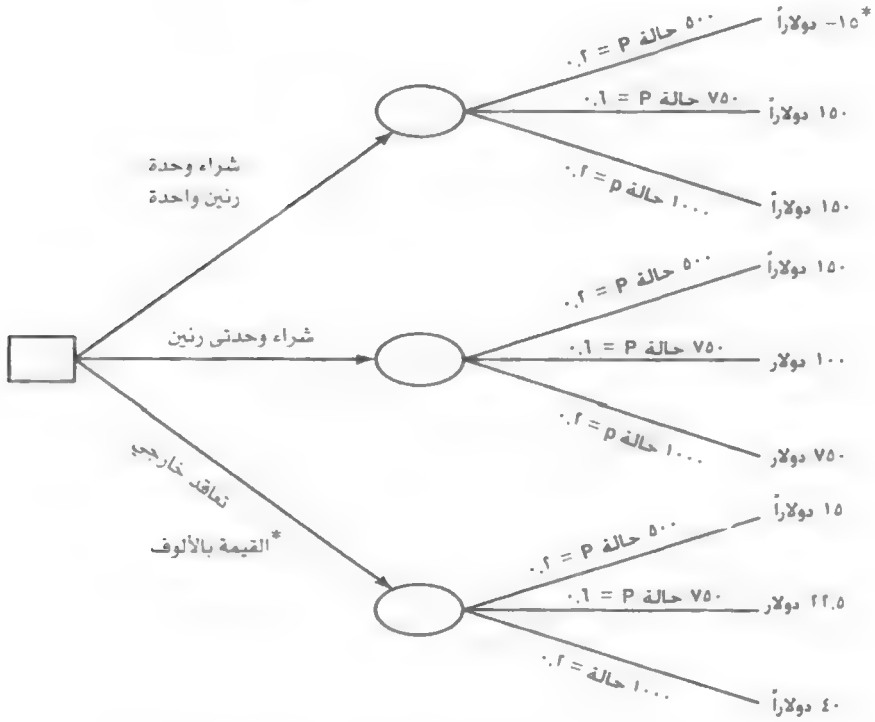 *-١٥ دولاراً
٥٠٠ حالة P = ٠.٢
٧٥٠ حالة P = ٠.٦
١٥٠ دولاراً
شراء وحدة
رنين واحدة
١٠٠٠ حالة p = ٠.٢
١٥٠ دولاراً
٥٠٠ حالة P = ٠.٢
١٥٠ دولاراً
شراء وحدتى رنين
٧٥٠ حالة P = ٠.٦
١٠٠ دولار
١٠٠٠ حالة p = ٠.٢
٧٥٠ دولار
تعاقد خارجي
*القيمة بالألوف
٥٠٠ حالة P = ٠.٢
١٥ دولاراً
٧٥٠ حالة P = ٠.٦
٢٢.٥ دولار
١٠٠٠ حالة = ٠.٢
٤٠ دولاراً